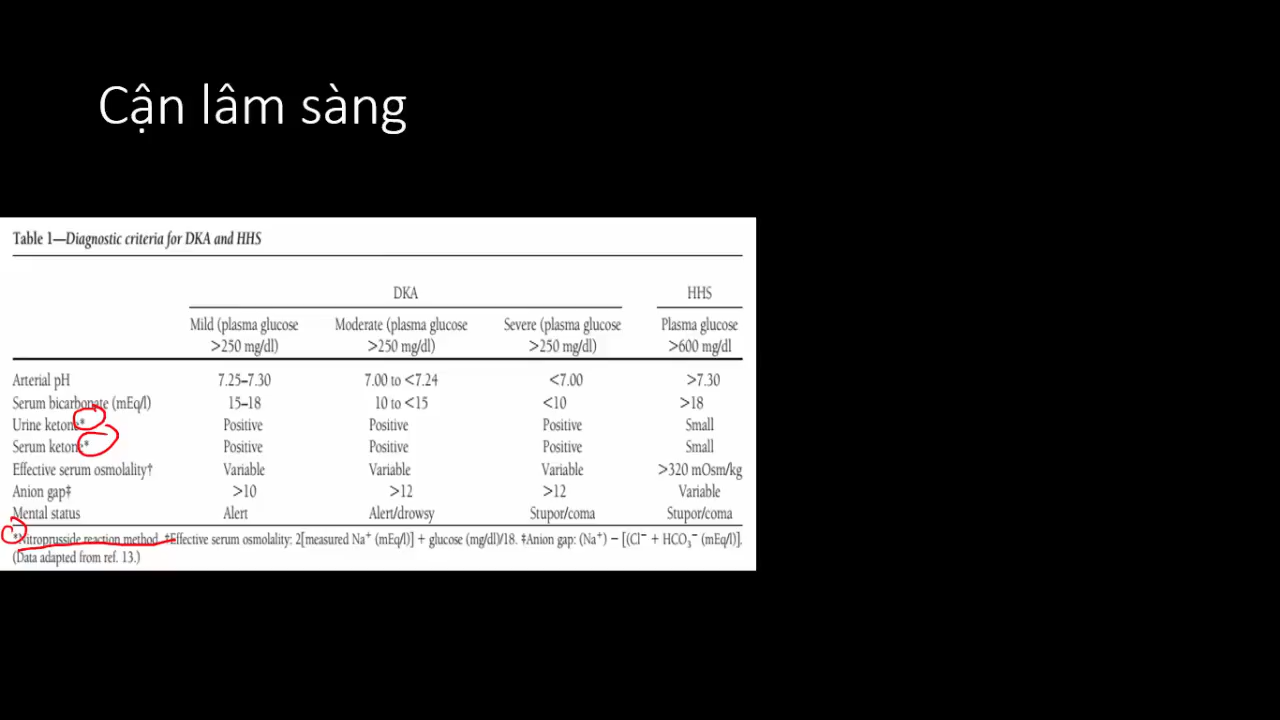 Cận lâm sàng
Table 1—Diagnostic criteria for DKA and HHS
DKA HHS
Mild (plasma glucose Moderate (plasma glucose Severe (plasma glucose Plasma glucose
>250 mg/dl) >250 mg/dl) >250 mg/dl) >600 mg/dl
Arterial pH 7.25–7.30 7.00 to <7.24 <7.00 >7.30
Serum bicarbonate (mEq/l) 15–18 10 to <15 <10 >18
Urine ketone* Positive Positive Positive Small
Serum ketone* Positive Positive Positive Small
Effective serum osmolality† Variable Variable Variable >320 mOsm/kg
Anion gap‡ >10 >12 >12 Variable
Mental status Alert Alert/drowsy Stupor/coma Stupor/coma
*Nitroprusside reaction method. †Effective serum osmolality: 2[measured Na⁺ (mEq/l)] + glucose (mg/dl)/18. ‡Anion gap: (Na⁺) − [(Cl⁻ + HCO₃⁻ (mEq/l)].
(Data adapted from ref. 13.)